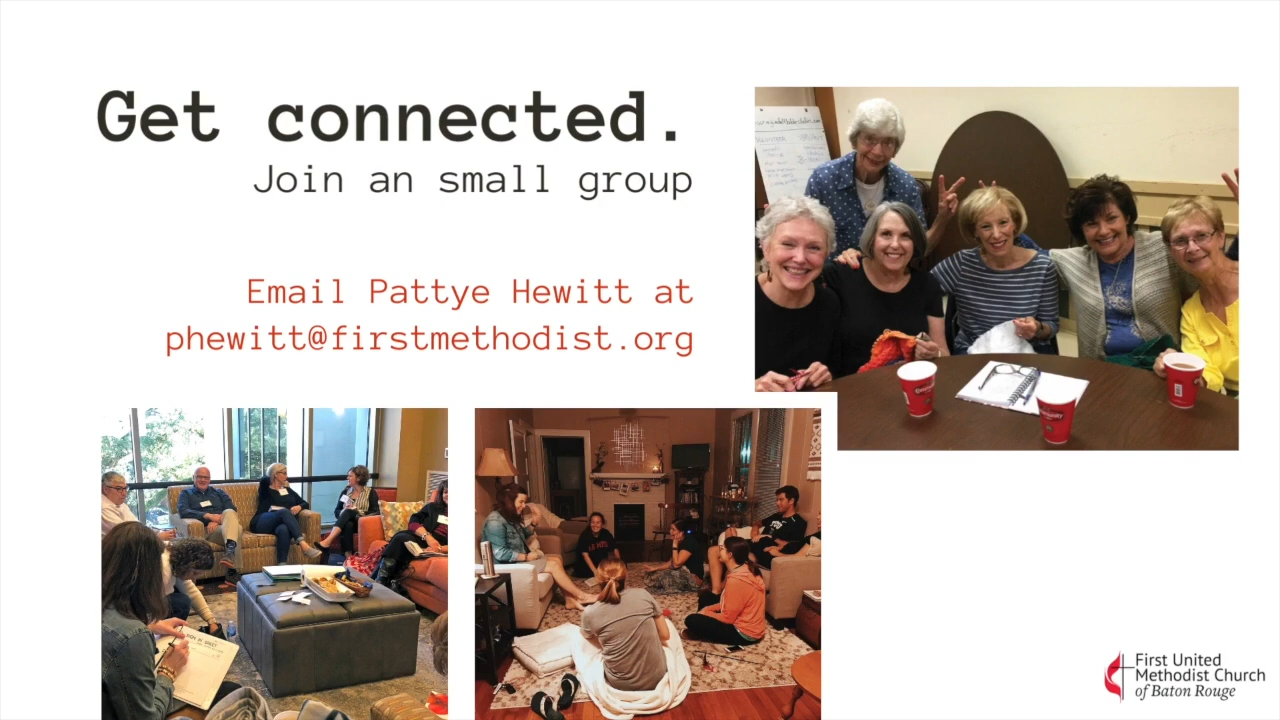 Get connected.
Join an small group
Email Pattye Hewitt at
phewitt@firstmethodist.org
First United
Methodist Church
of Baton Rouge